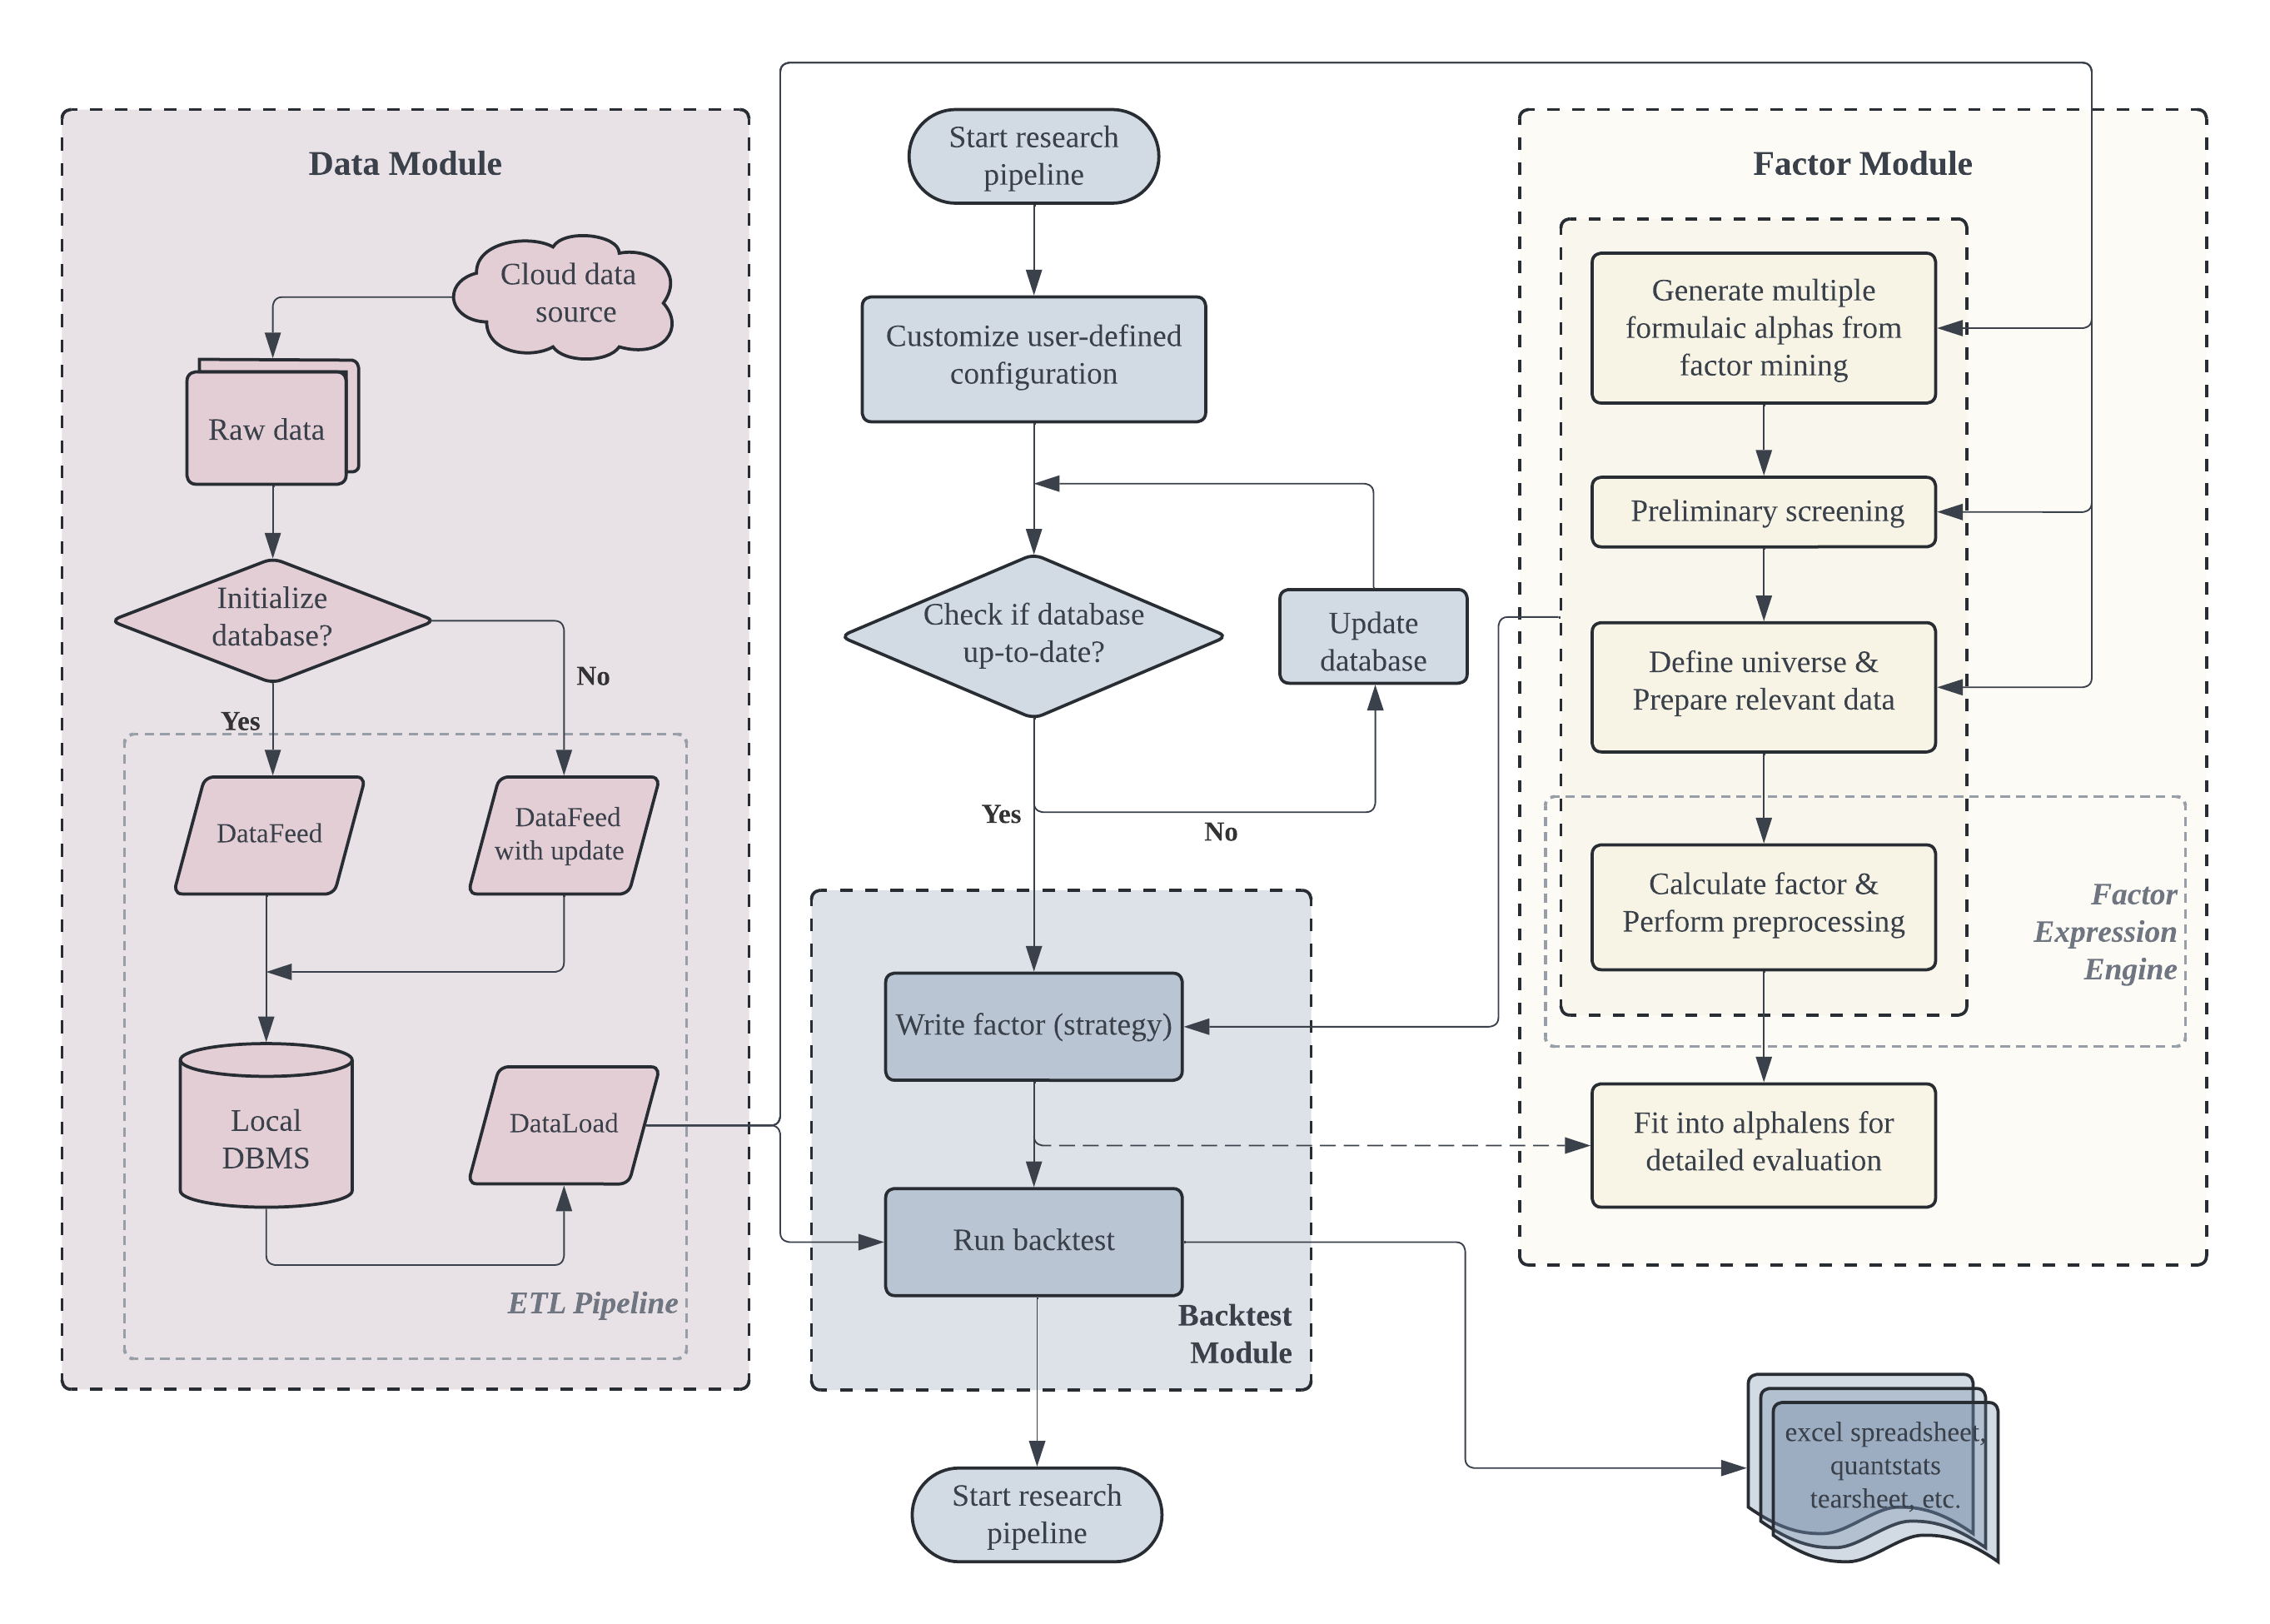 Data Module
Cloud data
source
Raw data
Initialize
database?
No
Yes
DataFeed
DataFeed
with update
Local
DBMS
DataLoad
ETL Pipeline
Start research
pipeline
Customize user-defined
configuration
Check if database
up-to-date?
Update
database
Yes
No
Write factor (strategy)
Run backtest
Backtest
Module
Start research
pipeline
Factor Module
Generate multiple
formulaic alphas from
factor mining
Preliminary screening
Define universe &
Prepare relevant data
Calculate factor &
Perform preprocessing
Factor
Expression
Engine
Fit into alphalens for
detailed evaluation
excel spreadsheet,
quantstats
tearsheet, etc.